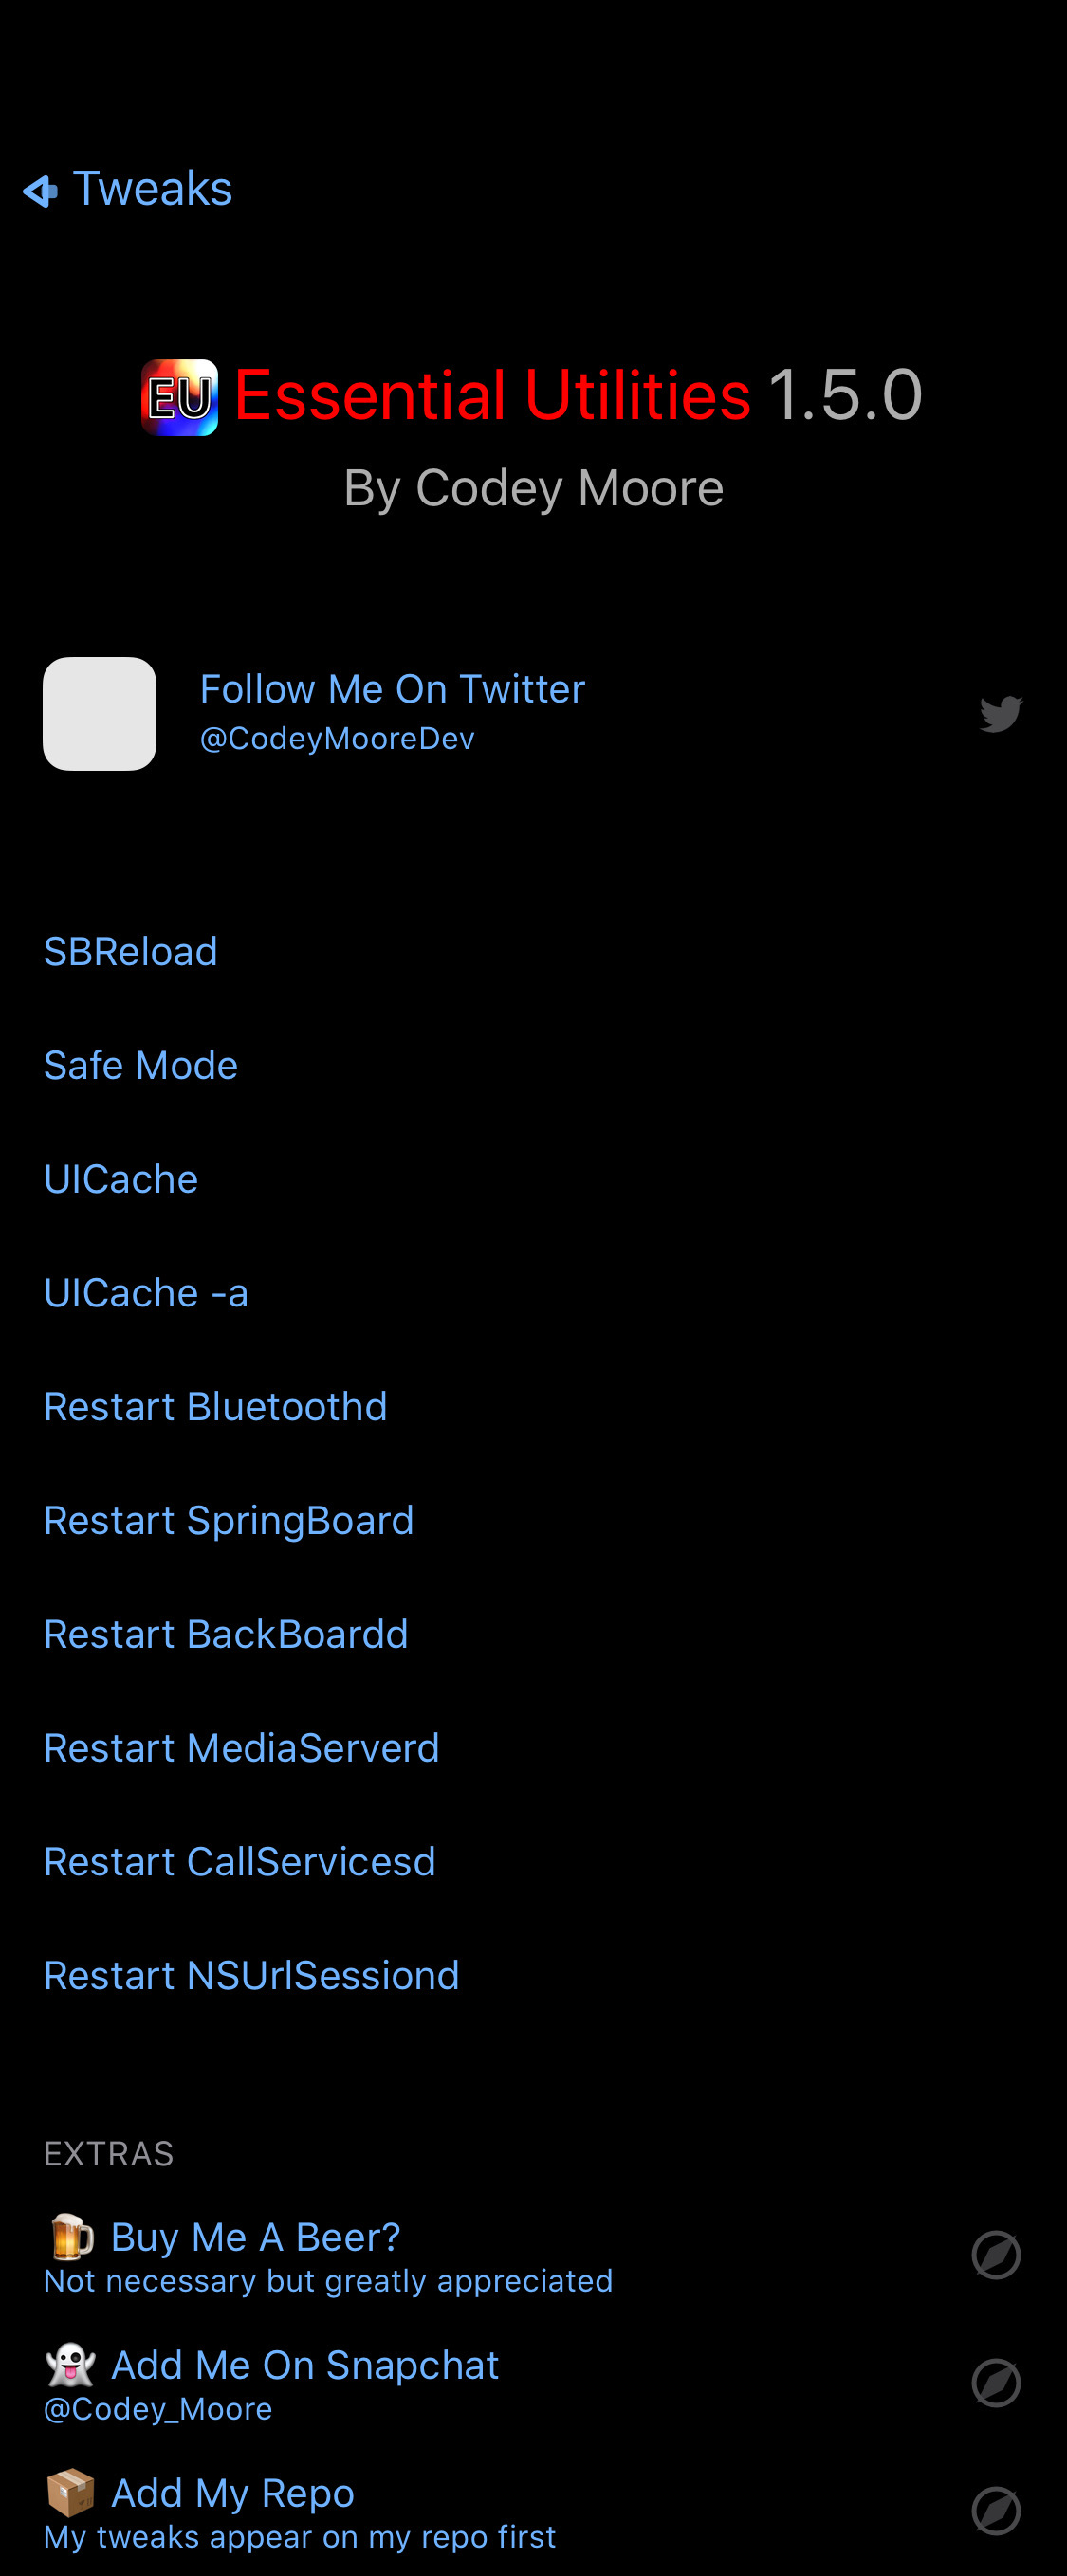 Tweaks
EU Essential Utilities 1.5.0
By Codey Moore
Follow Me On Twitter
@CodeyMooreDev
SBReload
Safe Mode
UICache
UICache -a
Restart Bluetoothd
Restart SpringBoard
Restart BackBoardd
Restart MediaServerd
Restart CallServicesd
Restart NSUrlSessiond
EXTRAS
Buy Me A Beer?
Not necessary but greatly appreciated
Add Me On Snapchat
@Codey_Moore
Add My Repo
My tweaks appear on my repo first